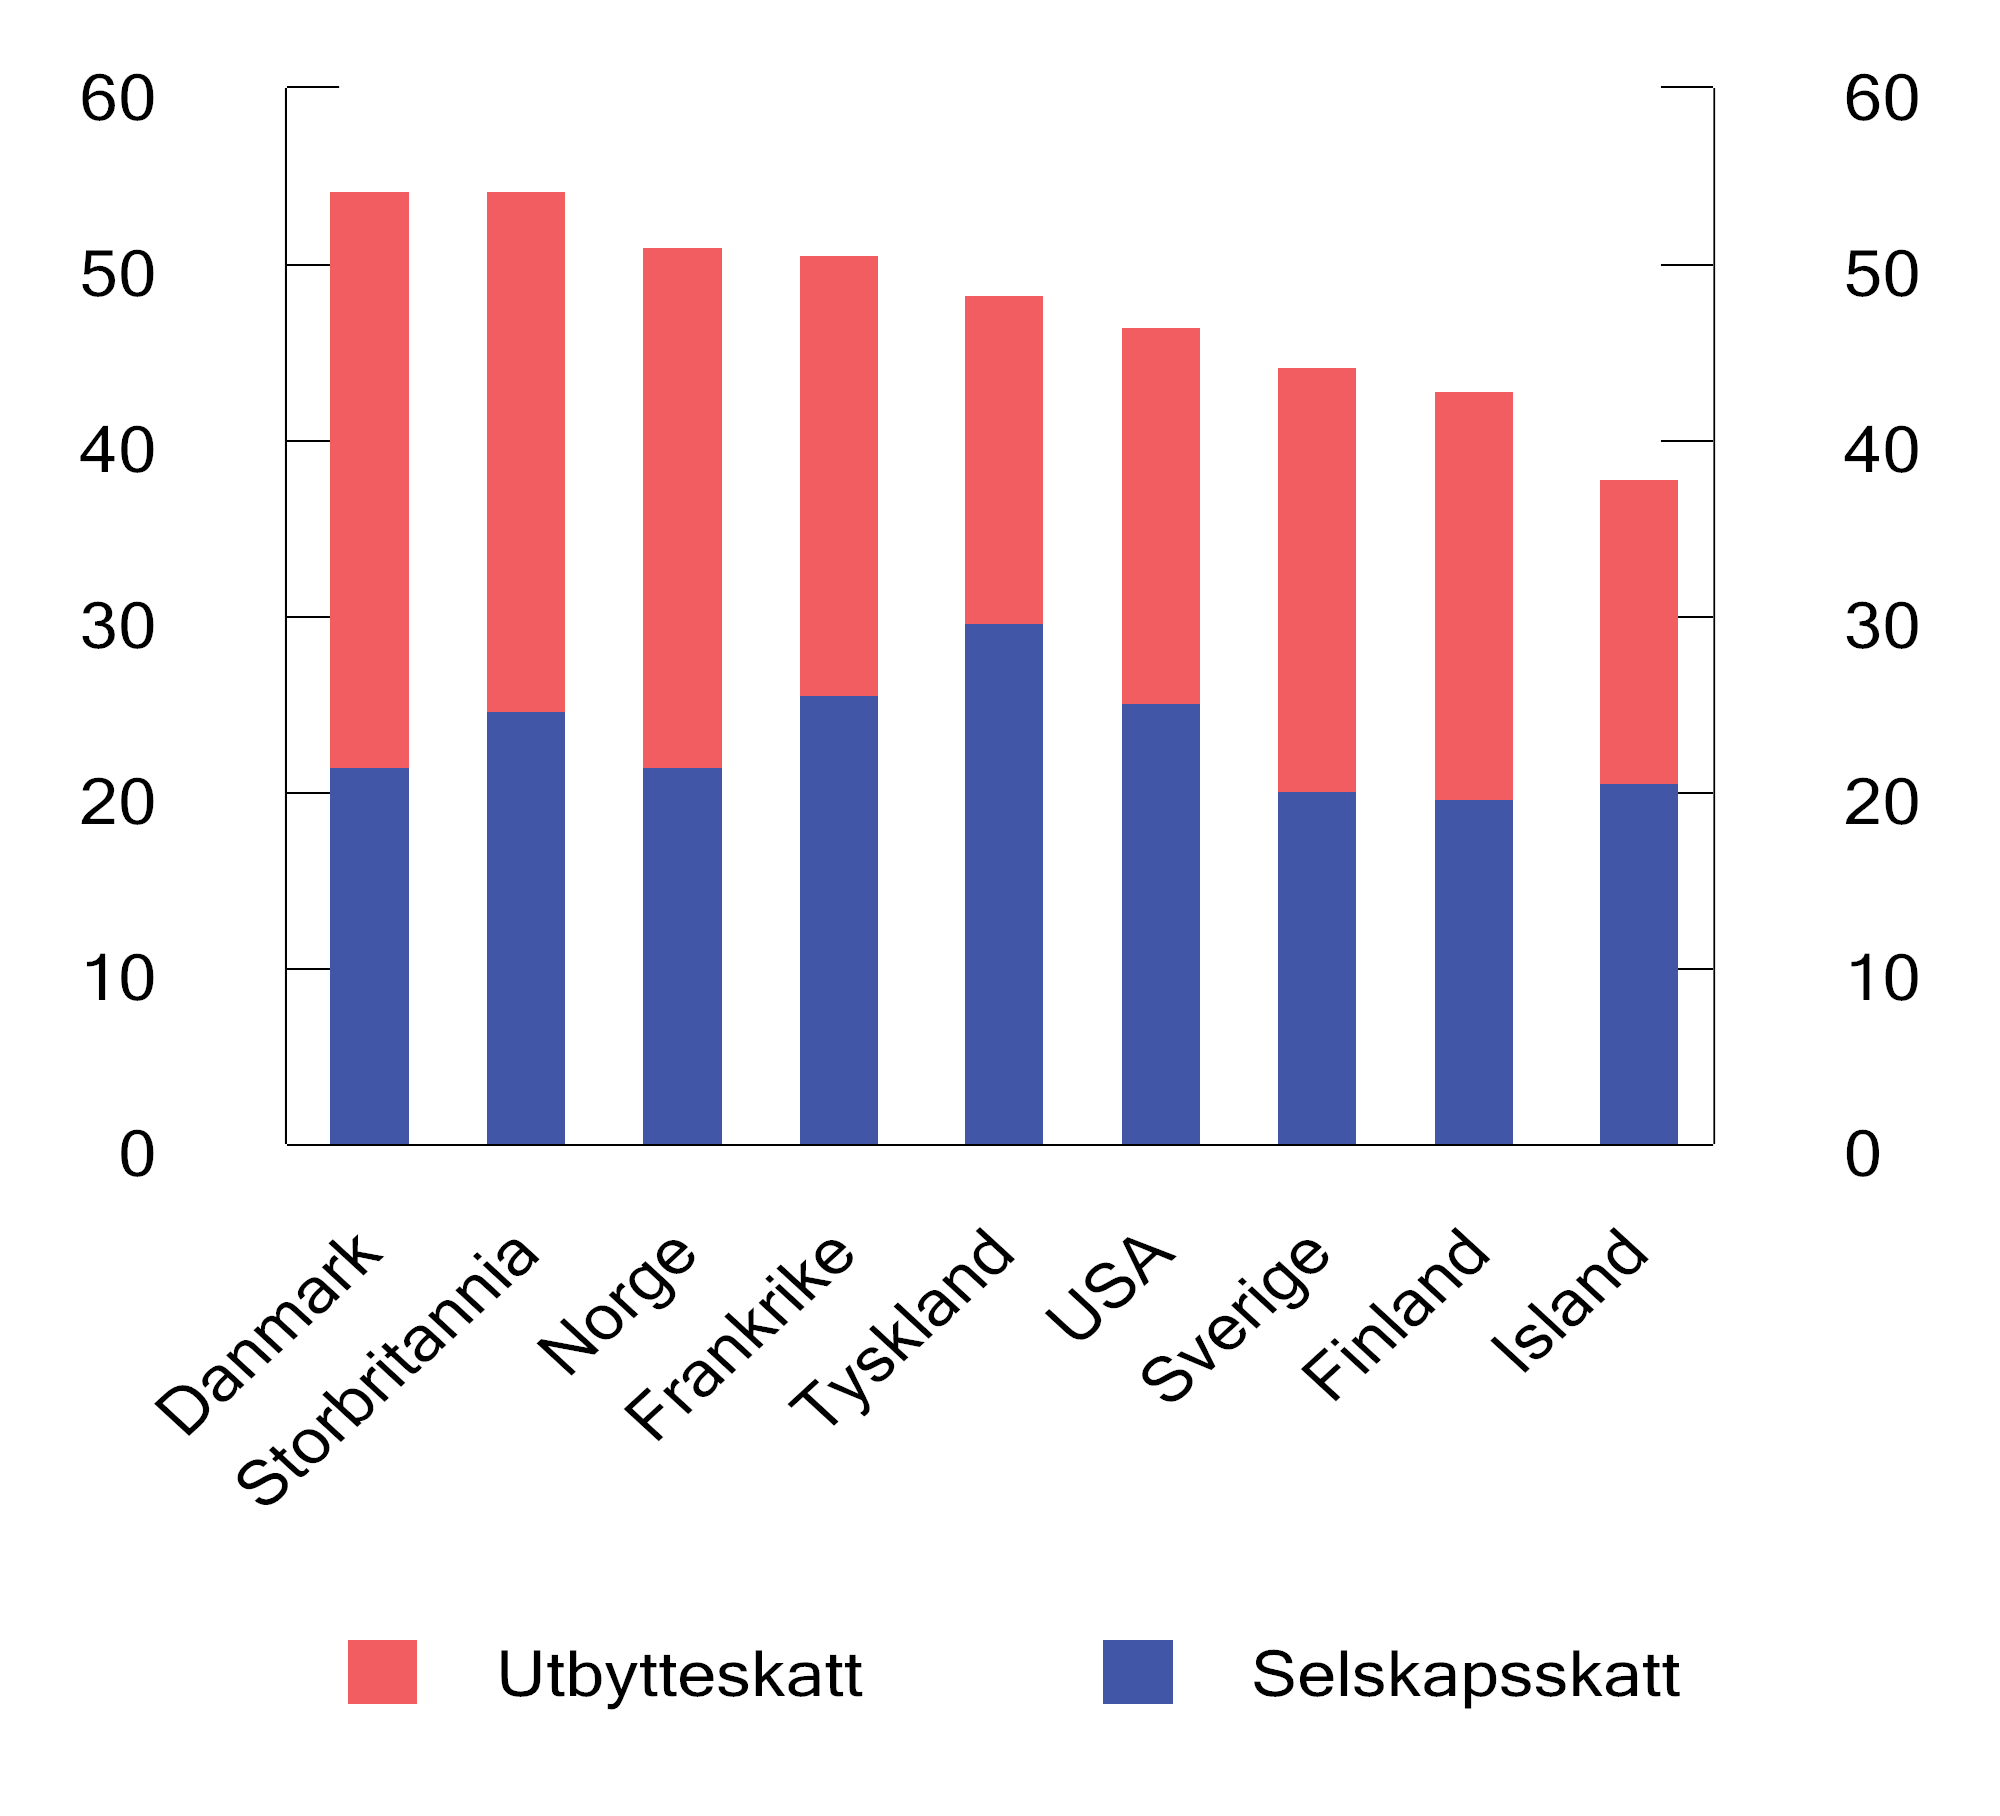 60 60
50 50
40 40
30 30
20 20
10 10
0 0
Danmark
Storbritannia
Norge
Frankrike
Tyskland
USA
Sverige
Finland
Island
Utbytteskatt Selskapsskatt